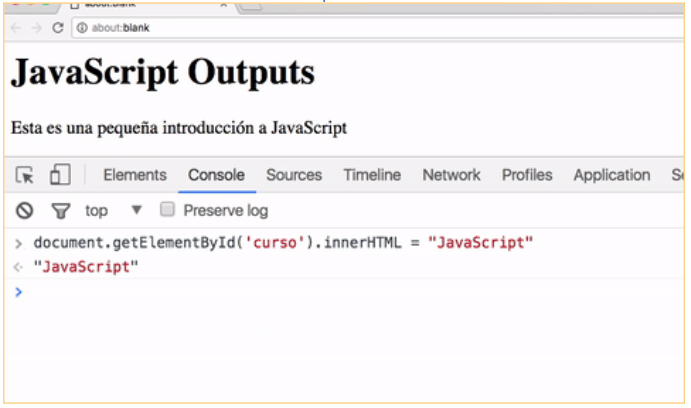 about:blank
about:blank
JavaScript Outputs
Esta es una pequeña introducción a JavaScript
Elements Console Sources Timeline Network Profiles Application
top Preserve log
> document.getElementById('curso').innerHTML = "JavaScript"
"JavaScript"
>